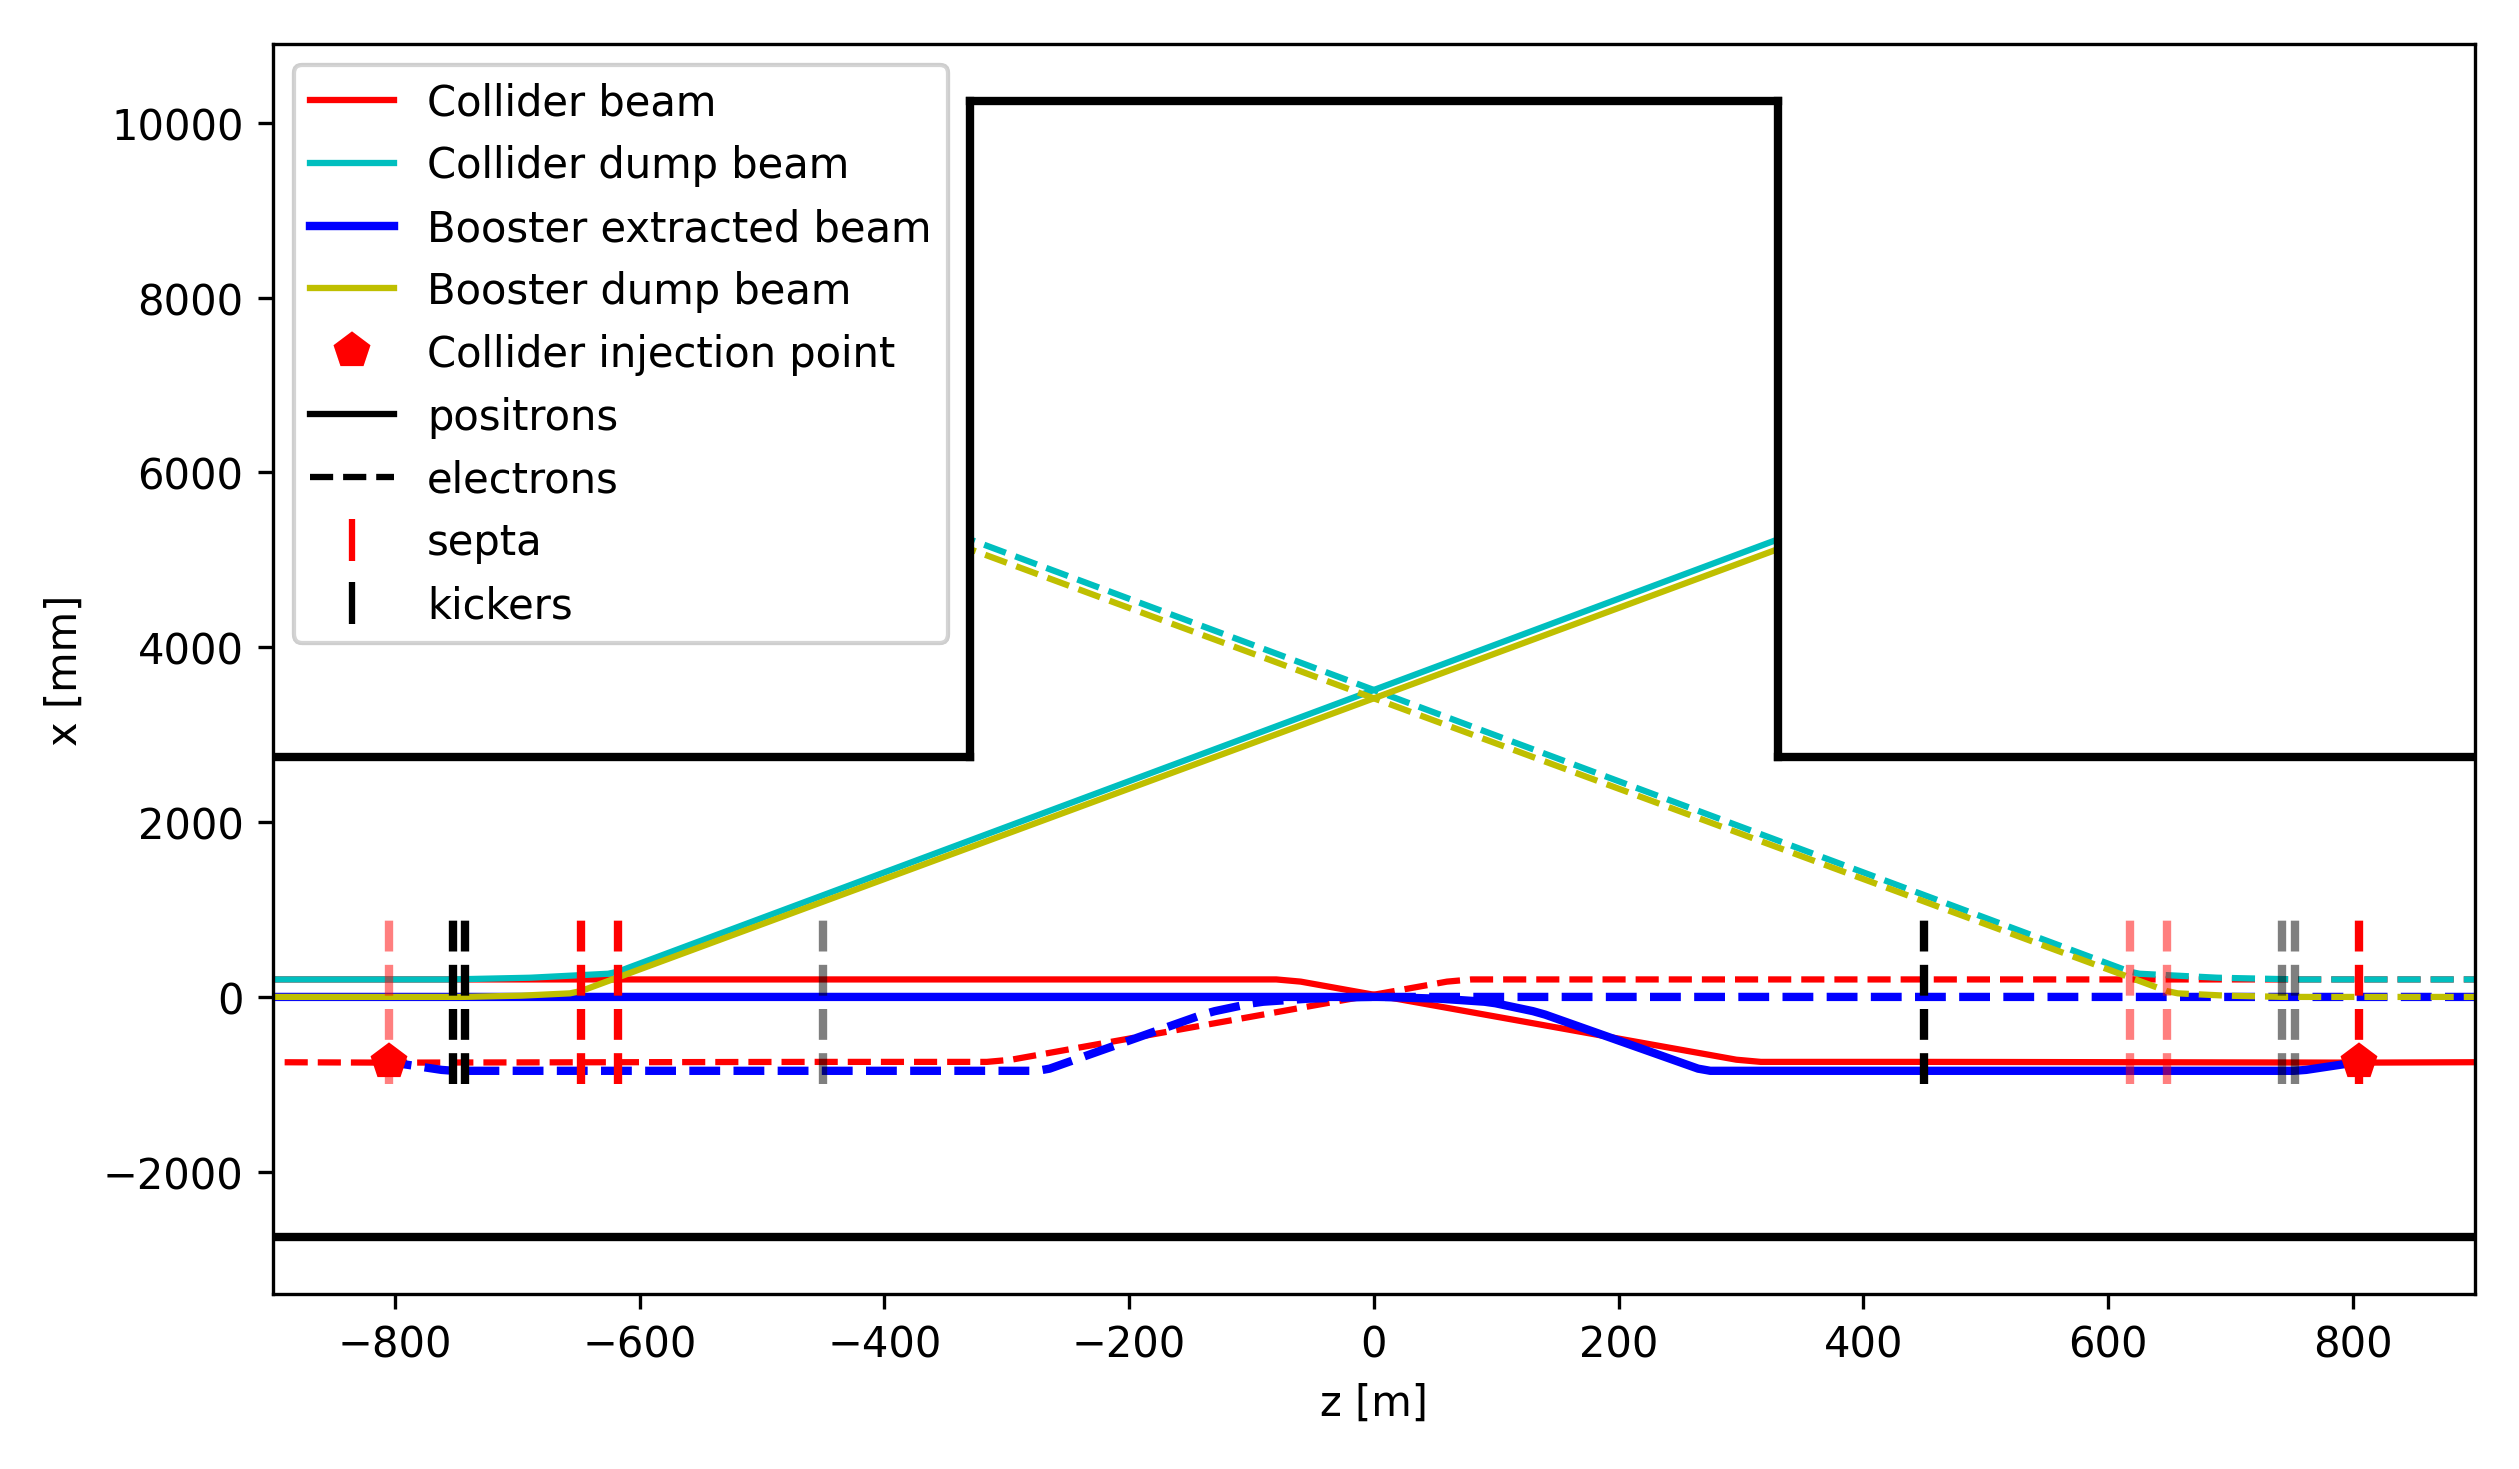 Collider beam
Collider dump beam
Booster extracted beam
Booster dump beam
Collider injection point
positrons
electrons
septa
kickers
10000
8000
6000
4000
2000
0
−2000
x [mm]
−800 −600 −400 −200 0 200 400 600 800
z [m]